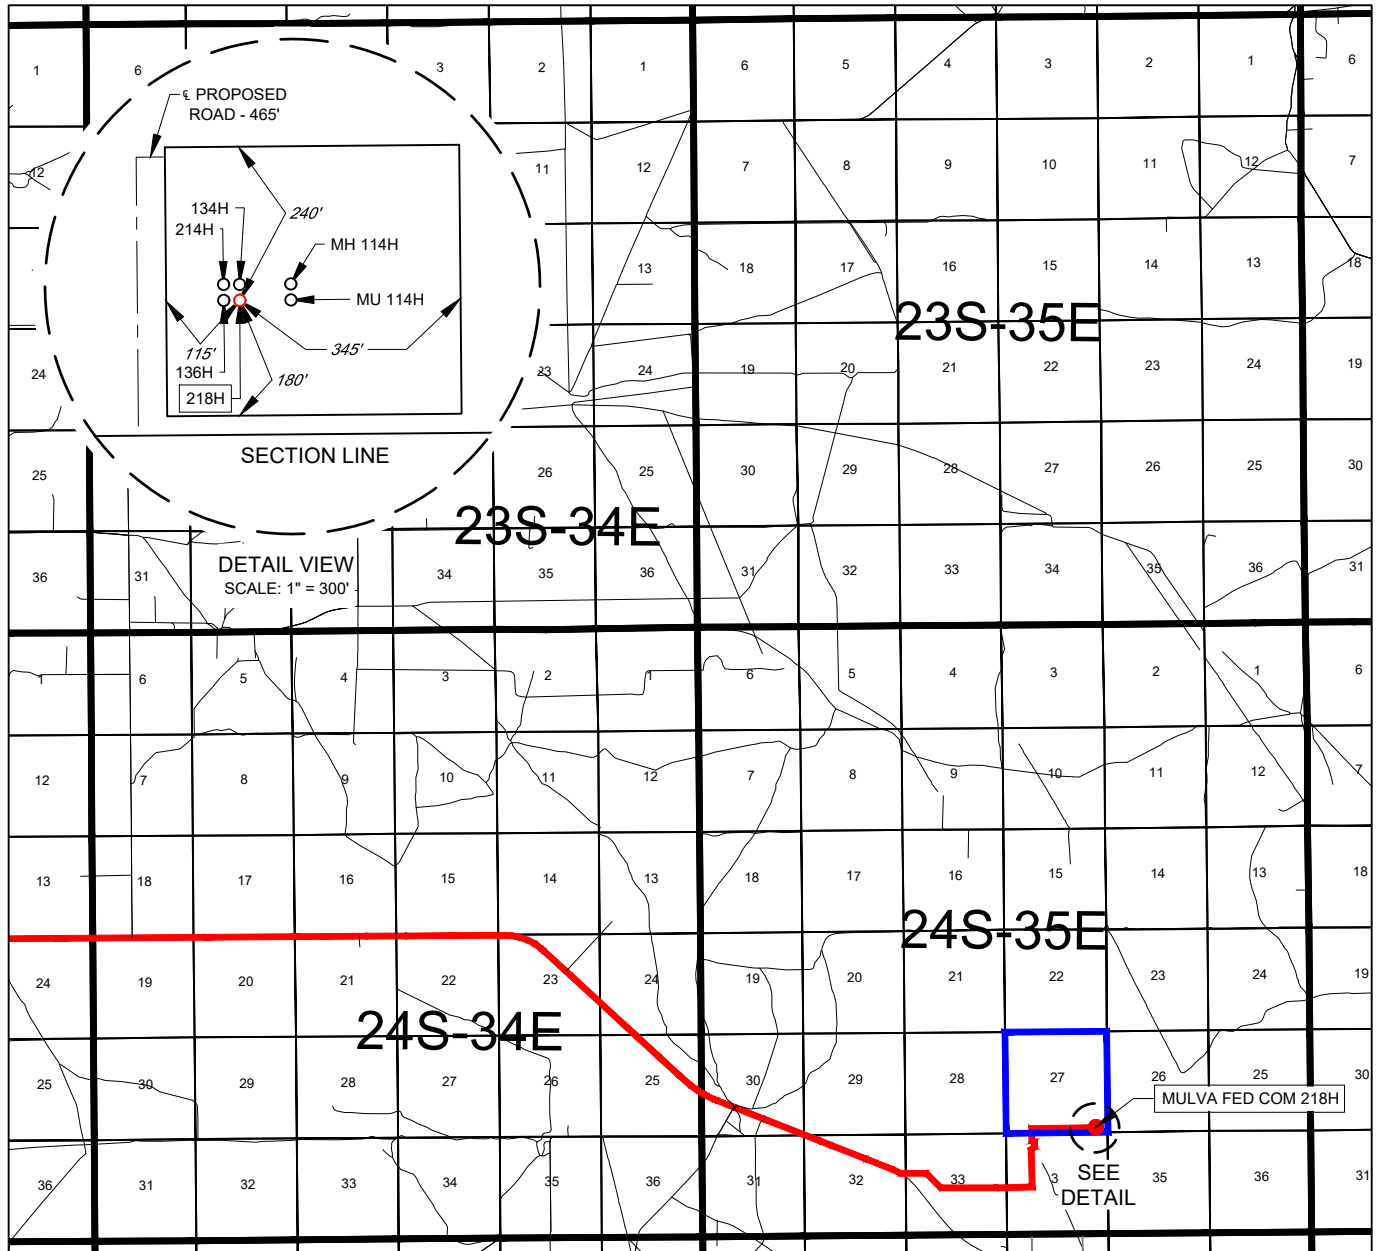 1 6 3 2 1 6 5 4 3 2 1 6
℄ PROPOSED
ROAD - 465'
12 11 12 7 8 9 10 11 12 7
134H
214H
240'
MH 114H
MU 114H
13 18 17 16 15 14 13 18
23S-35E
115'
345'
136H
180'
218H
24 23 24 19 20 21 22 23 24 19
SECTION LINE
25 26 25 30 29 28 27 26 25 30
23S-34E
DETAIL VIEW
SCALE: 1" = 300'
36 31 34 35 36 31 32 33 34 35 36 31
1 6 5 4 3 2 1 6 5 4 3 2 1 6
12 7 8 9 10 11 12 7 8 9 10 11 12 7
13 18 17 16 15 14 13 18 17 16 15 14 13 18
24S-35E
24 19 20 21 22 23 24 19 20 21 22 23 24 19
24S-34E
25 30 29 28 27 26 25 30 29 28 27 26 25 30
MULVA FED COM 218H
36 31 32 33 34 35 36 31 32 33 3 35 36 31
SEE
DETAIL